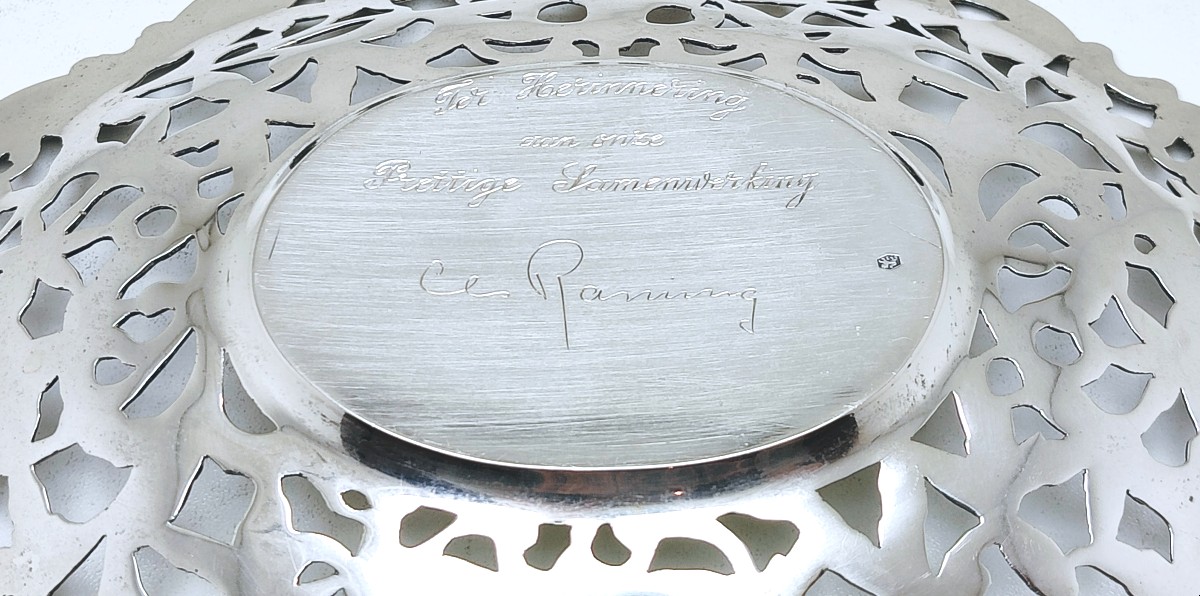 Ter Herinnering
aan onze
Prettige Samenwerking